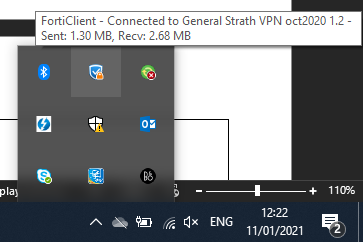 FortiClient - Connected to General Strath VPN oct2020 1.2 -
Sent: 1.30 MB, Recv: 2.68 MB
play
110%
ENG
12:22
11/01/2021
2